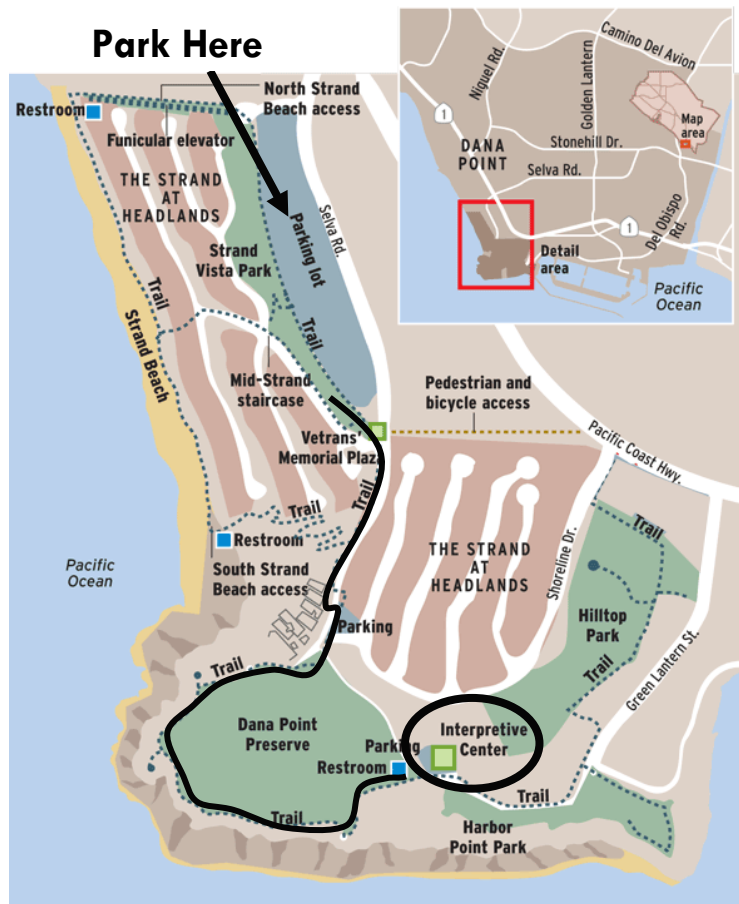 Park Here
North Strand
Beach access
Restroom
Funicular elevator
THE STRAND
AT
HEADLANDS
Parking lot
Selva Rd.
Strand
Vista Park
Trail
Trail
Strand Beach
Mid-Strand
staircase
Pedestrian and
bicycle access
Vetrans'
Memorial Plaza
Pacific Coast Hwy.
Trail
Trail
Trail
Restroom
Pacific
Ocean
South Strand
Beach access
THE STRAND
AT
HEADLANDS
Shoreline Dr.
Hilltop
Park
Parking
Trail
Trail
Green Lantern St.
Dana Point
Preserve
Interpretive
Center
Parking
Restroom
Trail
Trail
Harbor
Point Park
Camino Del Avion
Niguel Rd.
Golden Lantern
1
Map
area
DANA
POINT
Stonehill Dr.
Selva Rd.
Del Obispo
Rd.
1
Detail
area
Pacific
Ocean